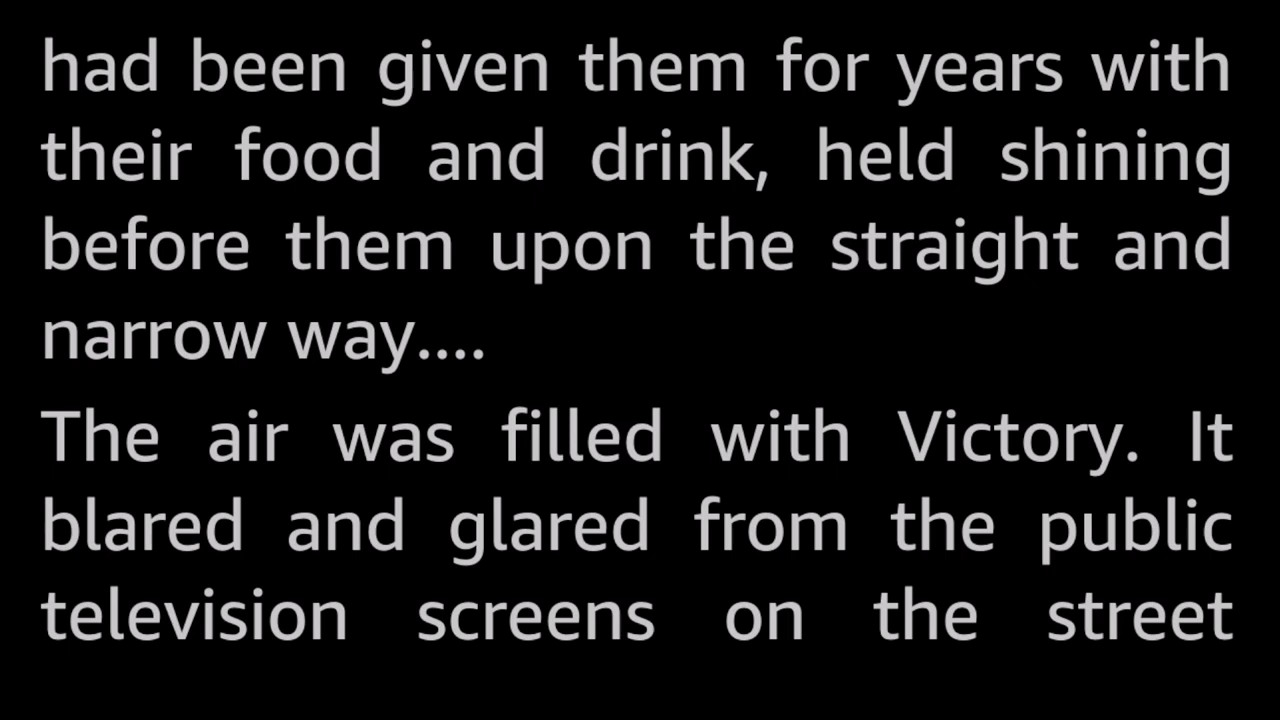 had been given them for years with
their food and drink, held shining
before them upon the straight and
narrow way....
The air was filled with Victory. It
blared and glared from the public
television screens on the street